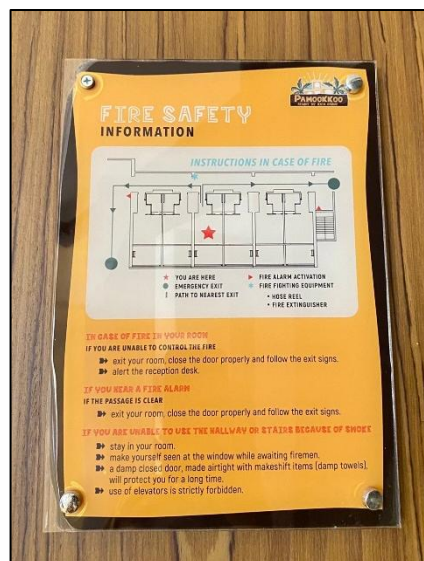 PAMOOKKOO
FIRE SAFETY
INFORMATION
INSTRUCTIONS IN CASE OF FIRE
YOU ARE HERE
EMERGENCY EXIT
PATH TO NEAREST EXIT
FIRE ALARM ACTIVATION
FIRE FIGHTING EQUIPMENT
• HOSE REEL
• FIRE EXTINGUISHER
IN CASE OF FIRE IN YOUR ROOM
IF YOU ARE UNABLE TO CONTROL THE FIRE
exit your room, close the door properly and follow the exit signs.
alert the reception desk.
IF YOU HEAR A FIRE ALARM
IF THE PASSAGE IS CLEAR
exit your room, close the door properly and follow the exit signs.
IF YOU ARE UNABLE TO USE THE HALLWAY OR STAIRS BECAUSE OF SMOKE
stay in your room.
make yourself seen at the window while awaiting firemen.
a damp closed door, made airtight with makeshift items (damp towels),
will protect you for a long time.
use of elevators is strictly forbidden.